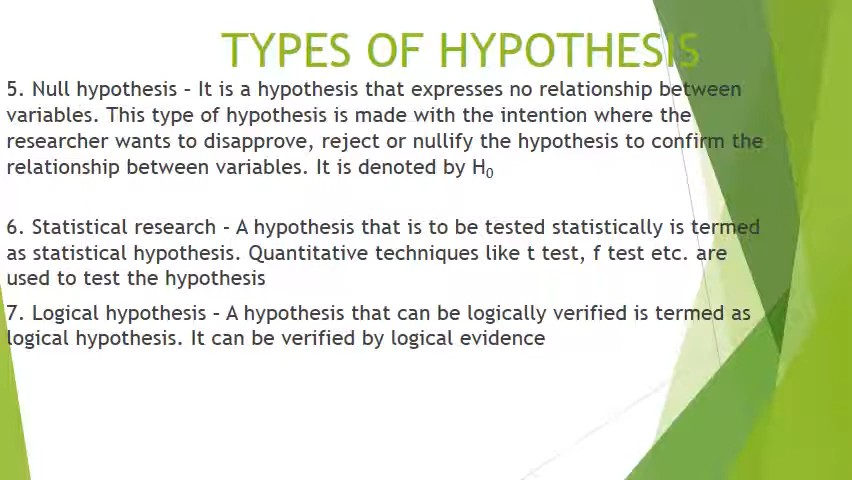 TYPES OF HYPOTHESIS
5. Null hypothesis – It is a hypothesis that expresses no relationship between
variables. This type of hypothesis is made with the intention where the
researcher wants to disapprove, reject or nullify the hypothesis to confirm the
relationship between variables. It is denoted by H₀
6. Statistical research – A hypothesis that is to be tested statistically is termed
as statistical hypothesis. Quantitative techniques like t test, f test etc. are
used to test the hypothesis
7. Logical hypothesis – A hypothesis that can be logically verified is termed as
logical hypothesis. It can be verified by logical evidence